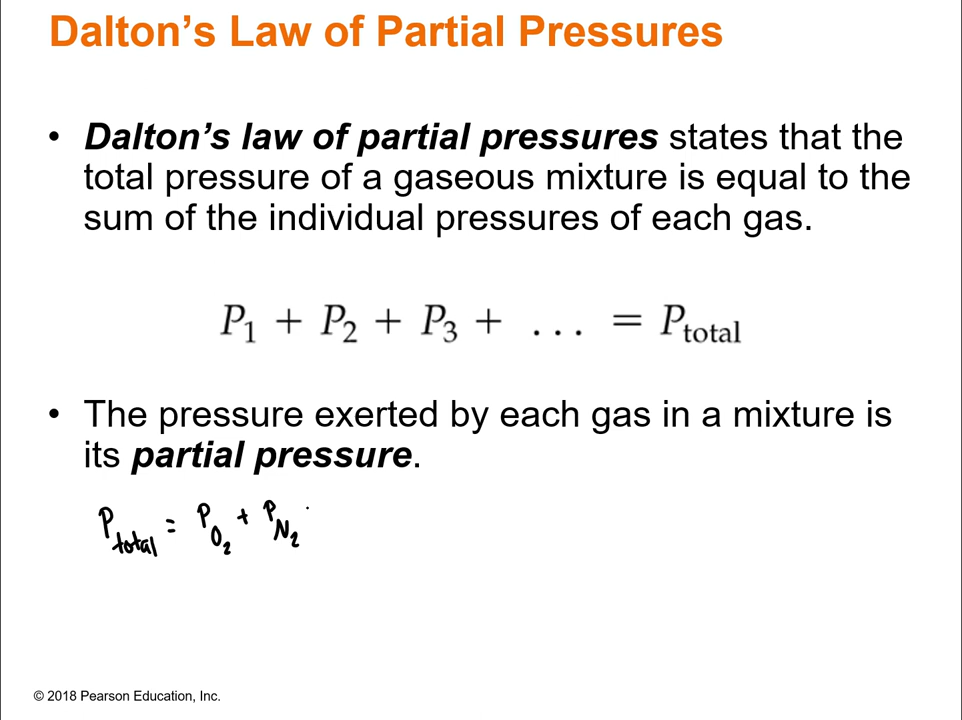 Dalton’s Law of Partial Pressures
• Dalton’s law of partial pressures states that the
total pressure of a gaseous mixture is equal to the
sum of the individual pressures of each gas.
P₁ + P₂ + P₃ + . . . = Ptotal
• The pressure exerted by each gas in a mixture is
its partial pressure.
Ptotal = PO₂ + PN₂
© 2018 Pearson Education, Inc.